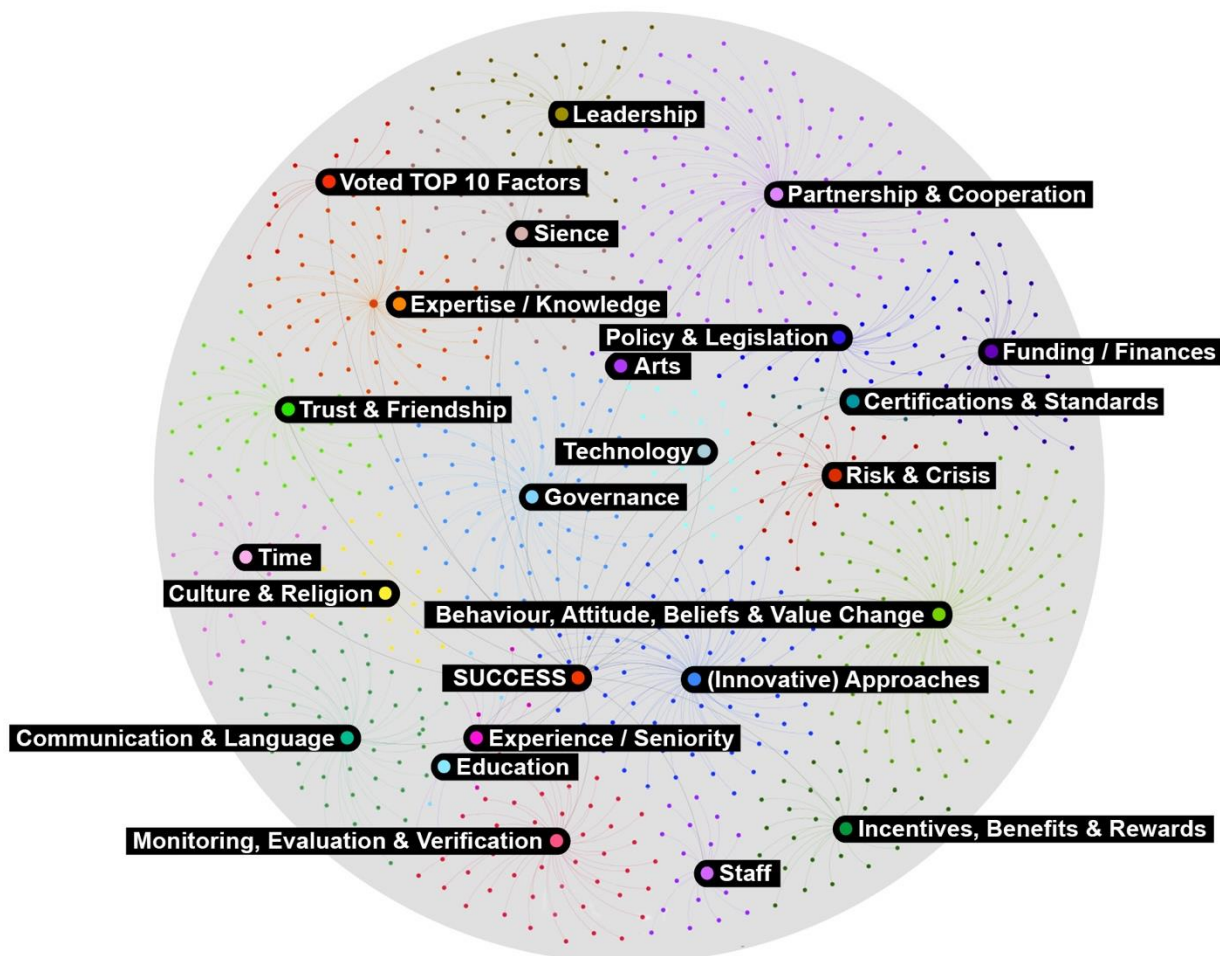 Leadership
Voted TOP 10 Factors
Partnership & Cooperation
Sience
Expertise / Knowledge
Policy & Legislation
Funding / Finances
Arts
Certifications & Standards
Trust & Friendship
Technology
Risk & Crisis
Governance
Time
Culture & Religion
Behaviour, Attitude, Beliefs & Value Change
SUCCESS
(Innovative) Approaches
Communication & Language
Experience / Seniority
Education
Incentives, Benefits & Rewards
Monitoring, Evaluation & Verification
Staff